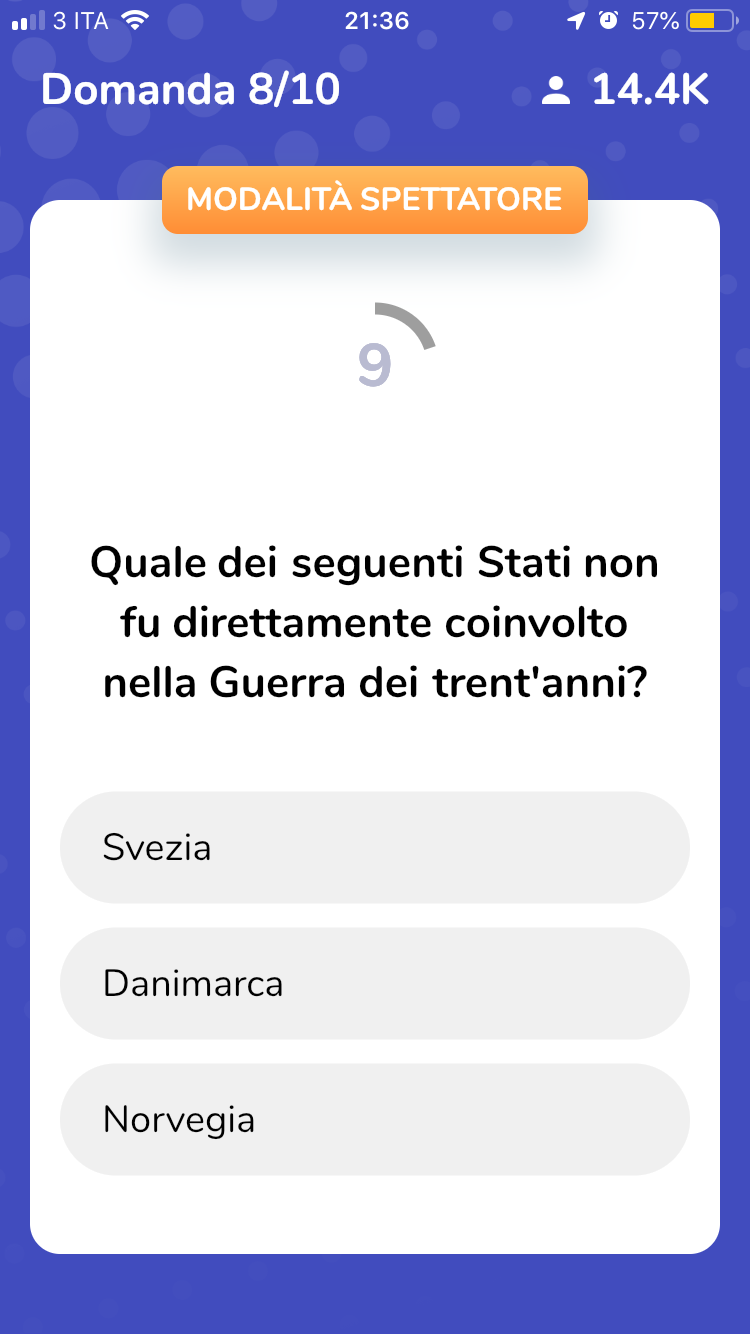 3 ITA 21:36 57%
Domanda 8/10 14.4K
MODALITÀ SPETTATORE
9
Quale dei seguenti Stati non
fu direttamente coinvolto
nella Guerra dei trent'anni?
Svezia
Danimarca
Norvegia